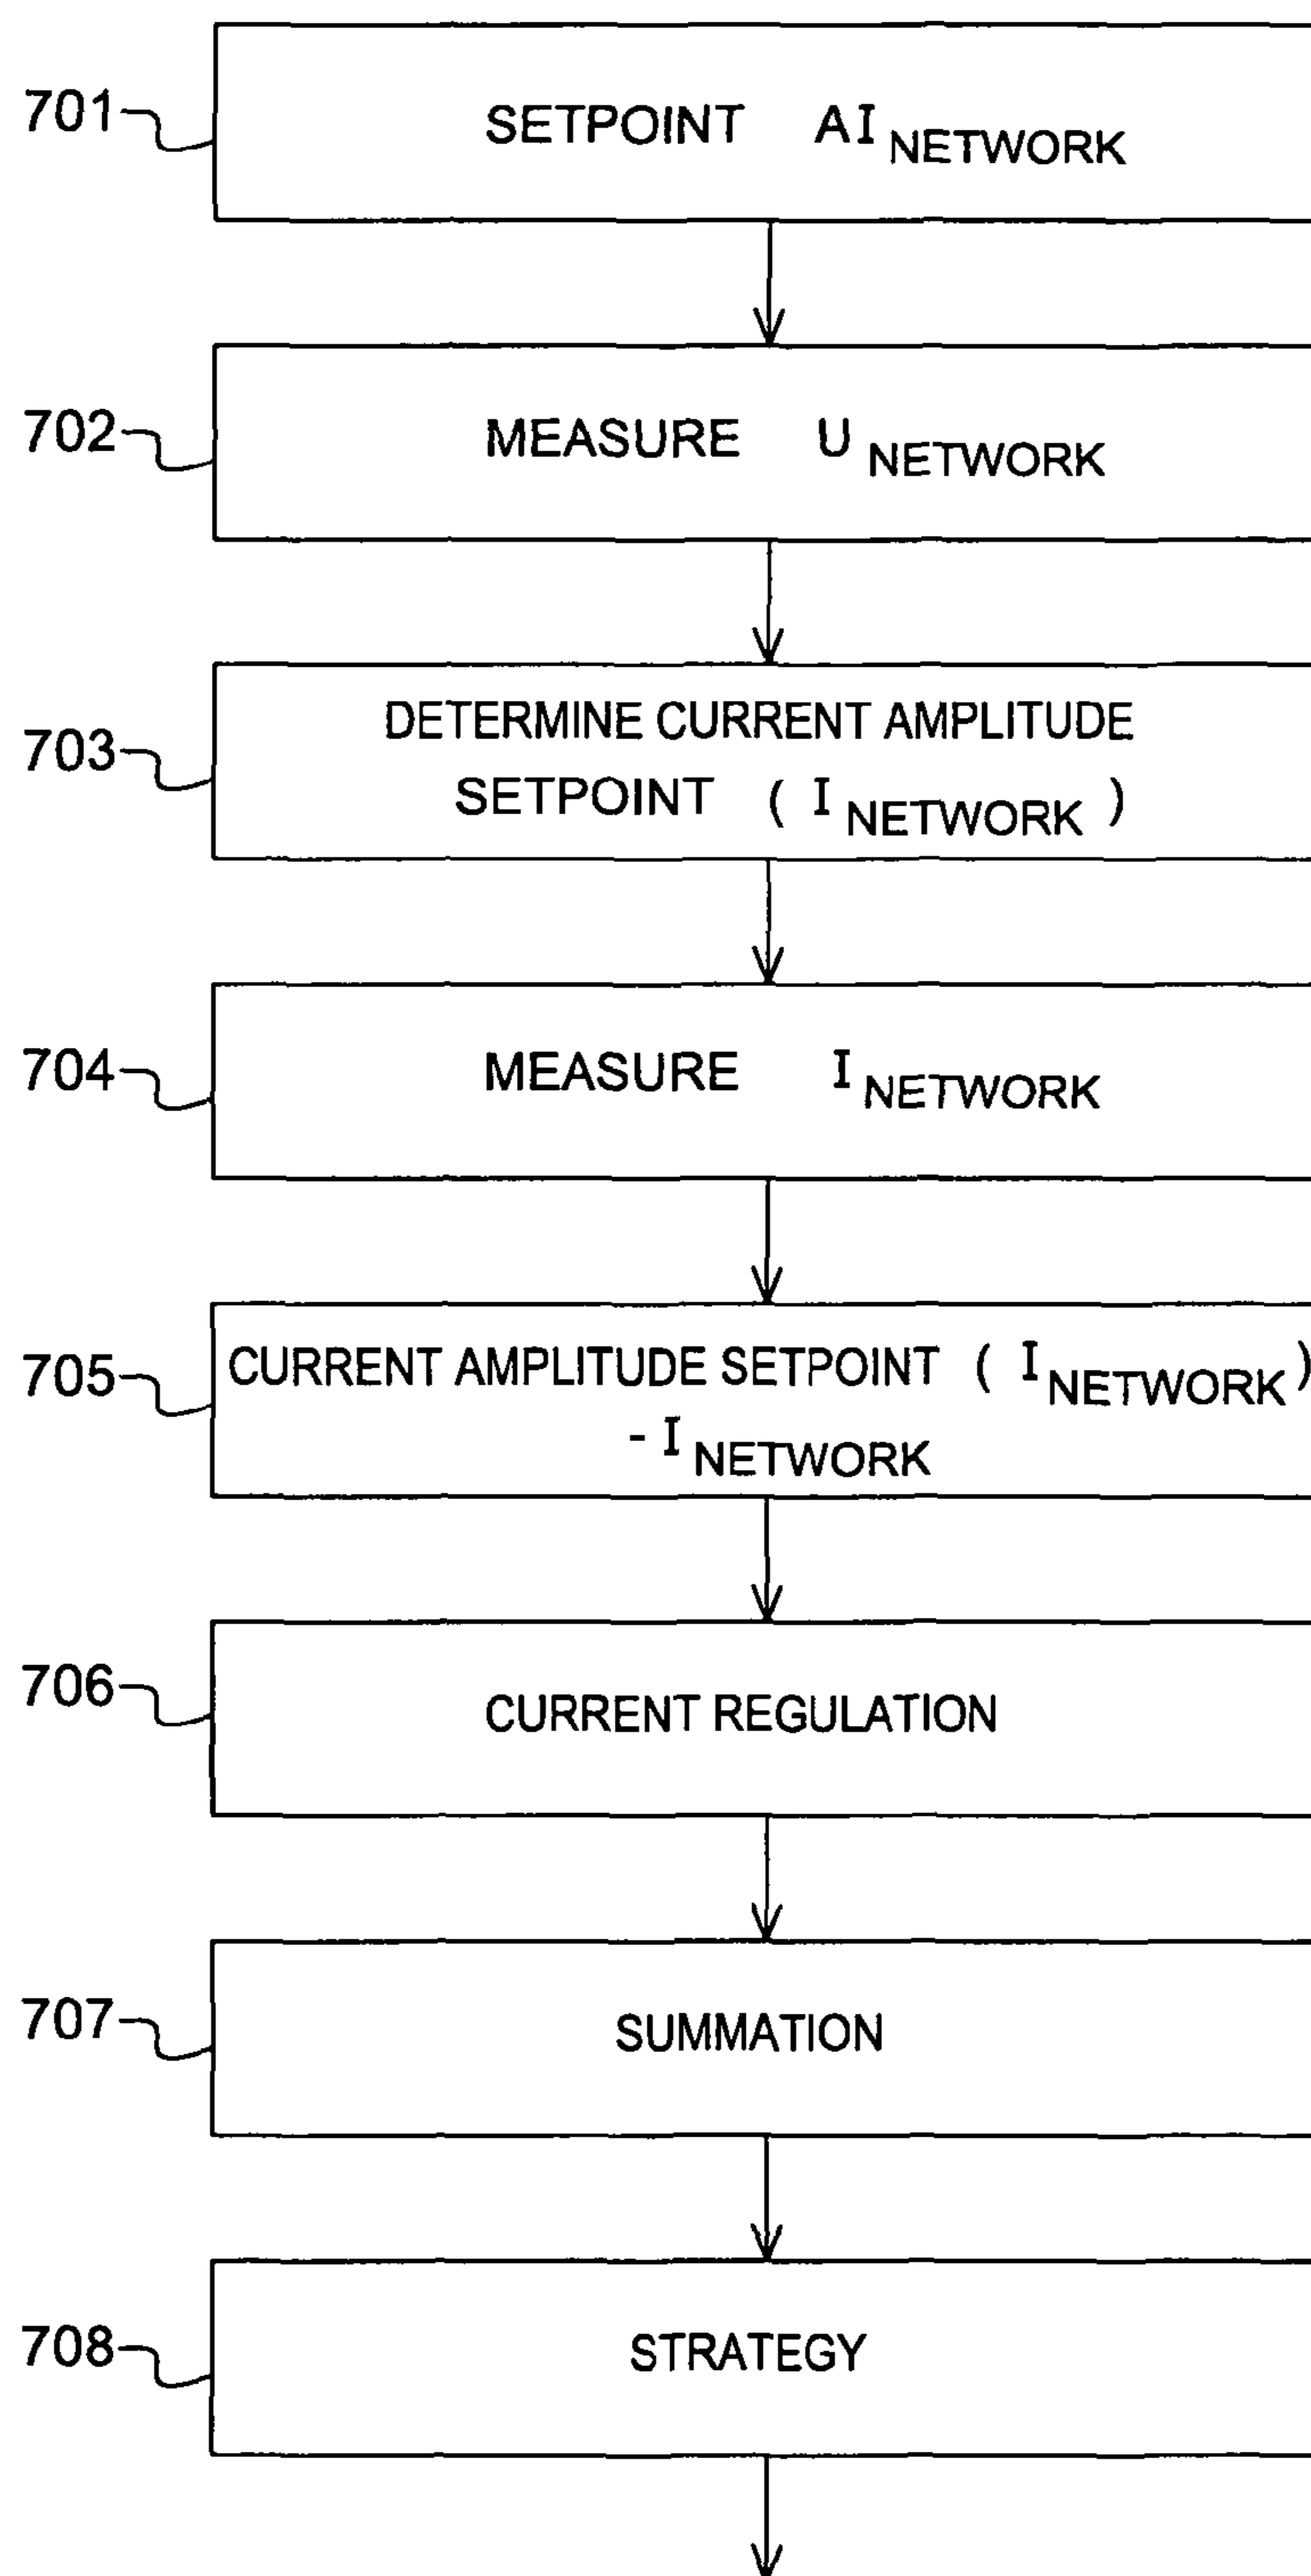 701
SETPOINT AI NETWORK
702
MEASURE U NETWORK
703
DETERMINE CURRENT AMPLITUDE
SETPOINT ( I NETWORK )
704
MEASURE I NETWORK
705
CURRENT AMPLITUDE SETPOINT ( I NETWORK )
- I NETWORK
706
CURRENT REGULATION
707
SUMMATION
708
STRATEGY